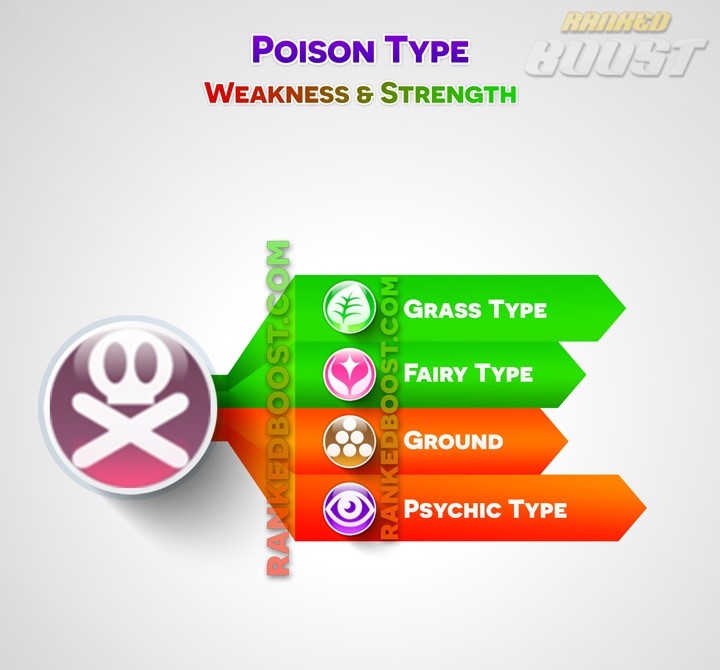 RANKED
BOOST
POISON TYPE
WEAKNESS & STRENGTH
RANKEDBOOST.COM
RANKEDBOOST.COM
GRASS TYPE
FAIRY TYPE
GROUND
PSYCHIC TYPE